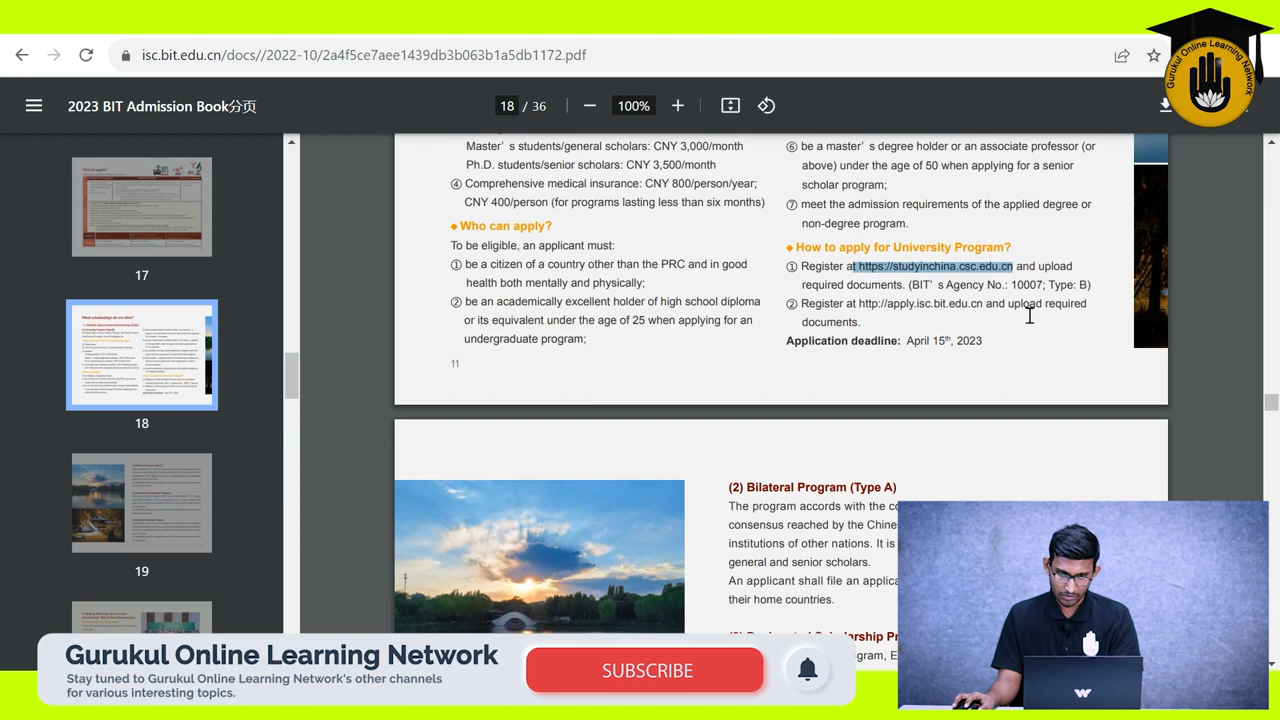 isc.bit.edu.cn/docs//2022-10/2a4f5ce7aee1439db3b063b1a5db1172.pdf
Gurukul Online Learning Network
2023 BIT Admission Book分页
18 / 36
100%
17
18
19
Master's students/general scholars: CNY 3,000/month
Ph.D. students/senior scholars: CNY 3,500/month
④ Comprehensive medical insurance: CNY 800/person/year;
CNY 400/person (for programs lasting less than six months)
◆ Who can apply?
To be eligible, an applicant must:
① be a citizen of a country other than the PRC and in good
health both mentally and physically;
② be an academically excellent holder of high school diploma
or its equivalent under the age of 25 when applying for an
undergraduate program;
11
⑥ be a master's degree holder or an associate professor (or
above) under the age of 50 when applying for a senior
scholar program;
⑦ meet the admission requirements of the applied degree or
non-degree program.
◆ How to apply for University Program?
① Register at https://studyinchina.csc.edu.cn and upload
required documents. (BIT's Agency No.: 10007; Type: B)
② Register at http://apply.isc.bit.edu.cn and upload required
documents.
Application deadline: April 15th, 2023
(2) Bilateral Program (Type A)
The program accords with the
consensus reached by the Chine
institutions of other nations. It is
general and senior scholars.
An applicant shall file an applica
their home countries.
Gurukul Online Learning Network
Stay tuned to Gurukul Online Learning Network's other channels
for various interesting topics.
SUBSCRIBE